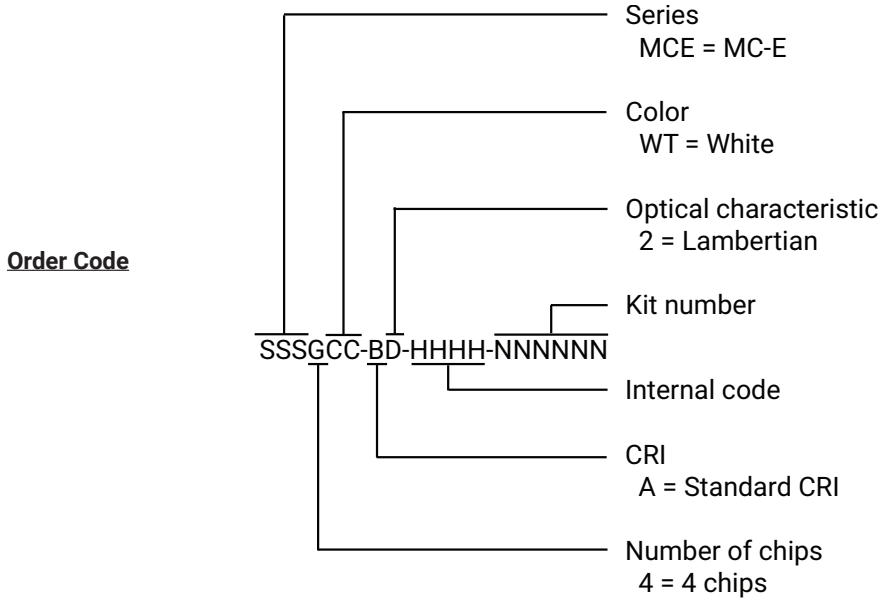 Series
MCE = MC-E
Color
WT = White
Optical characteristic
2 = Lambertian
Order Code
Kit number
SSSGCC-BD-HHHH-NNNNNN
Internal code
CRI
A = Standard CRI
Number of chips
4 = 4 chips